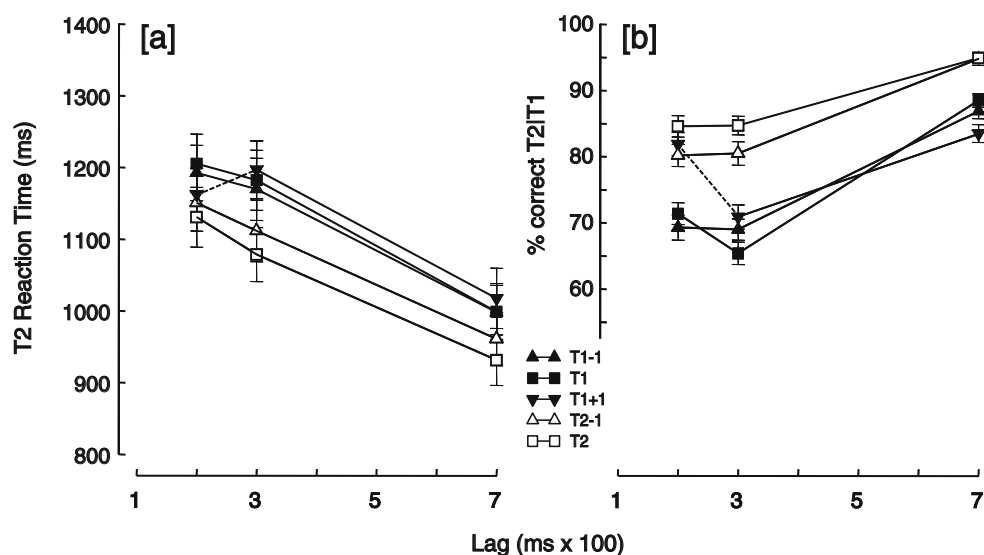 [a]
T2 Reaction Time (ms)
1400
1300
1200
1100
1000
900
800
1
3
5
7
[b]
% correct T2|T1
100
90
80
70
60
T1-1
T1
T1+1
T2-1
T2
1
3
5
7
Lag (ms x 100)